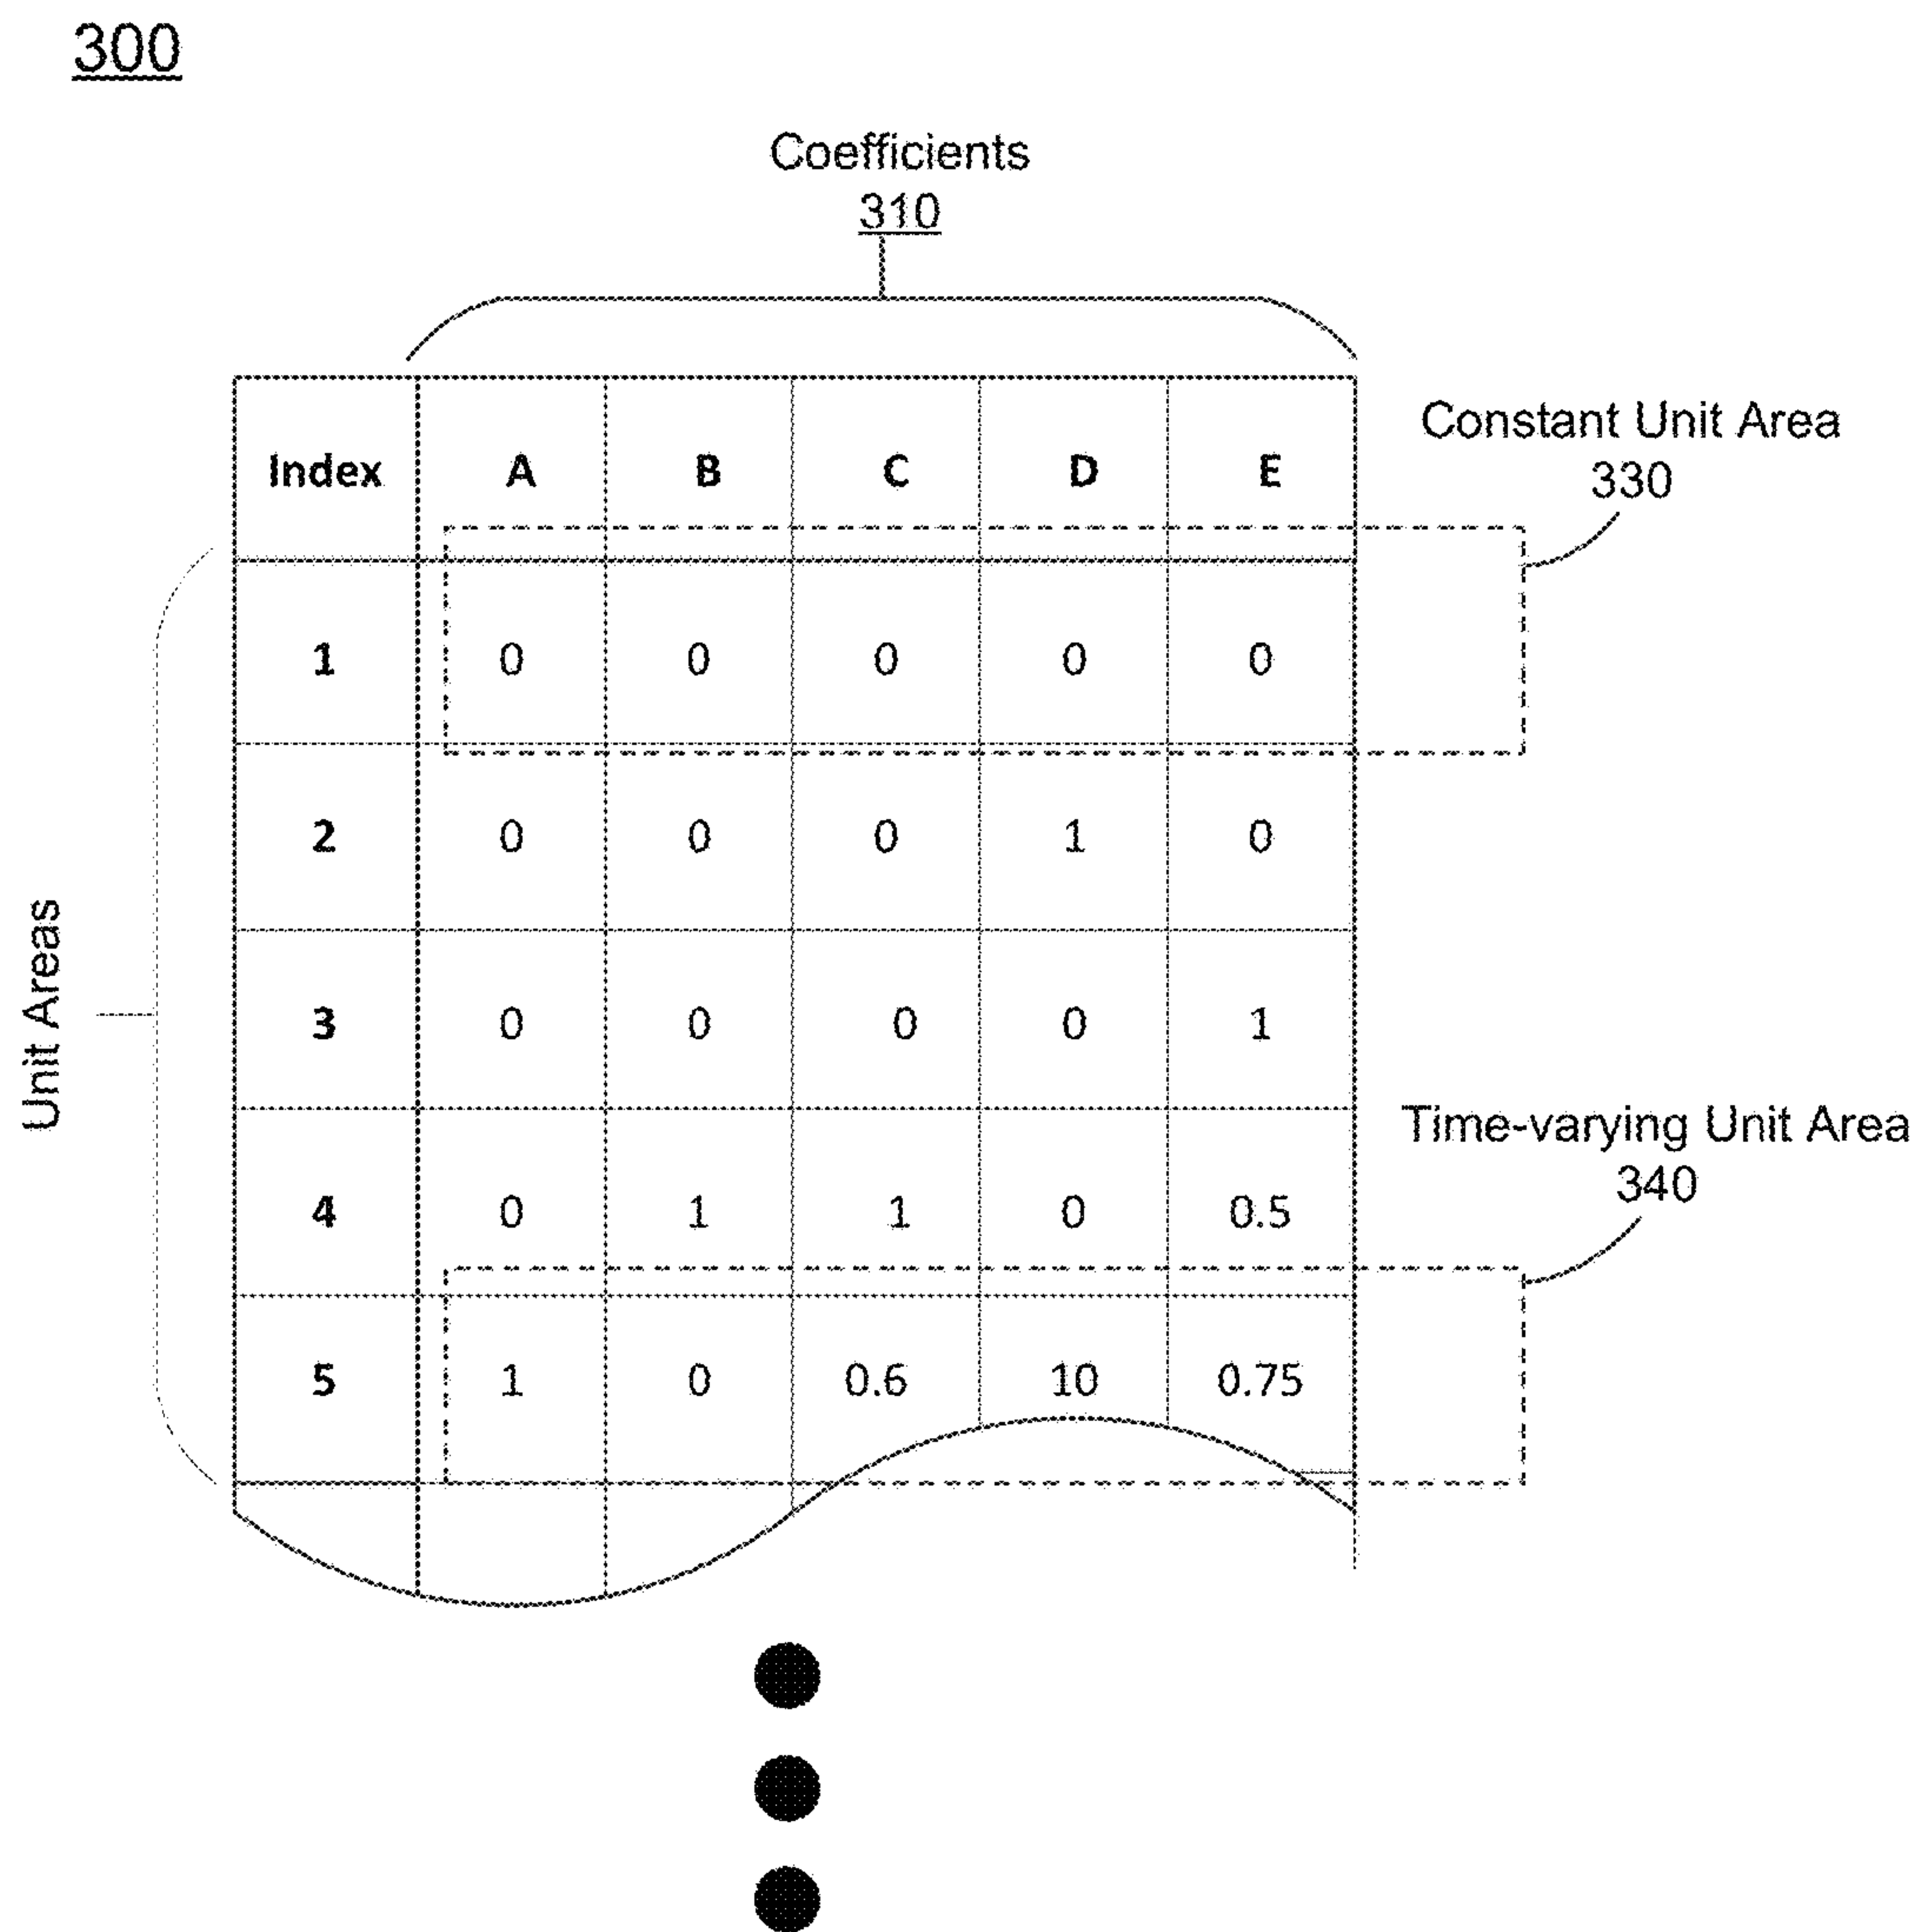 300
Coefficients
310
Constant Unit Area
330
Index A B C D E
1 0 0 0 0 0
2 0 0 0 1 0
3 0 0 0 0 1
4 0 1 1 0 0.5
5 1 0 0.6 10 0.75
Unit Areas
Time-varying Unit Area
340